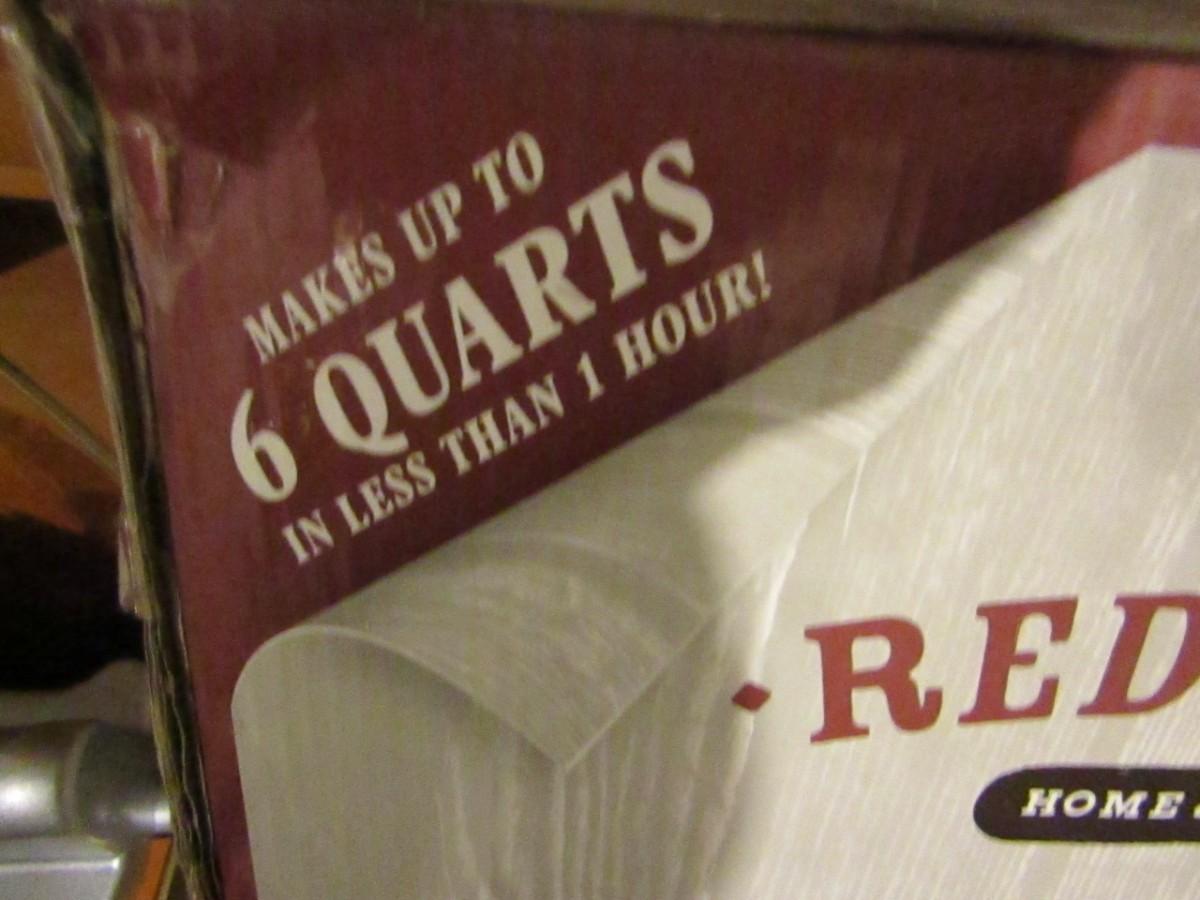 MAKES UP TO
6 QUARTS
IN LESS THAN 1 HOUR!
RED
HOME